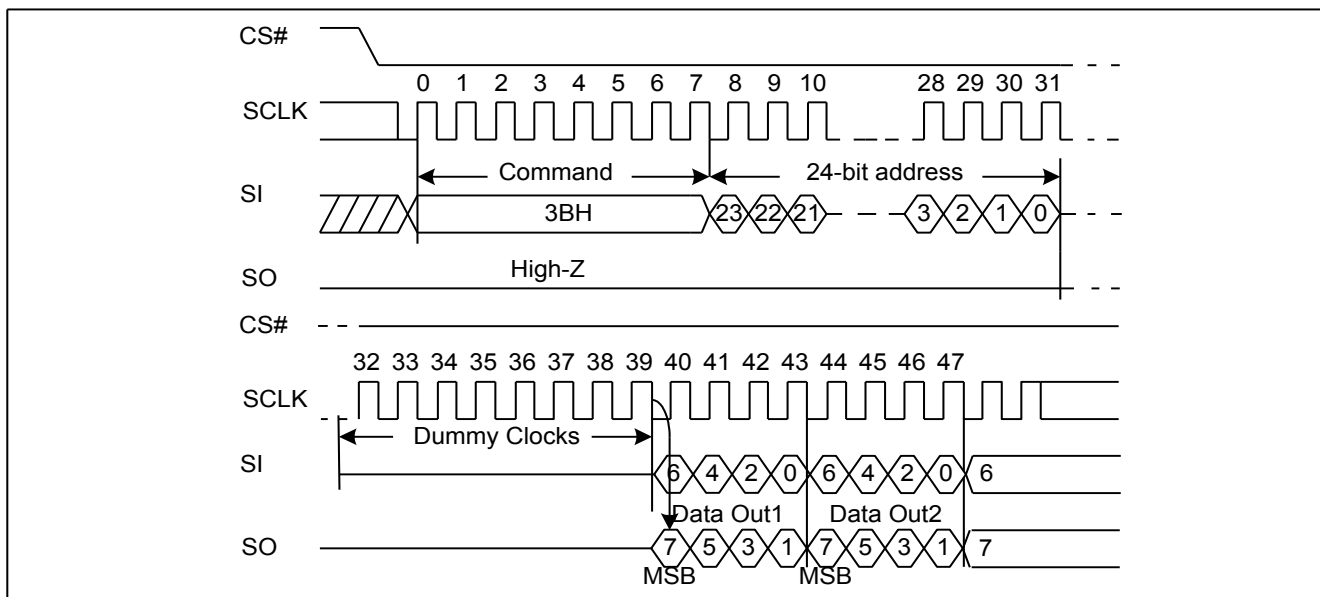 CS#
0 1 2 3 4 5 6 7 8 9 10 28 29 30 31
SCLK
Command 24-bit address
SI
3BH 23 22 21 3 2 1 0
High-Z
SO
CS#
32 33 34 35 36 37 38 39 40 41 42 43 44 45 46 47
SCLK
Dummy Clocks
SI 6 4 2 0 6 4 2 0 6
Data Out1 Data Out2
SO 7 5 3 1 7 5 3 1 7
MSB MSB